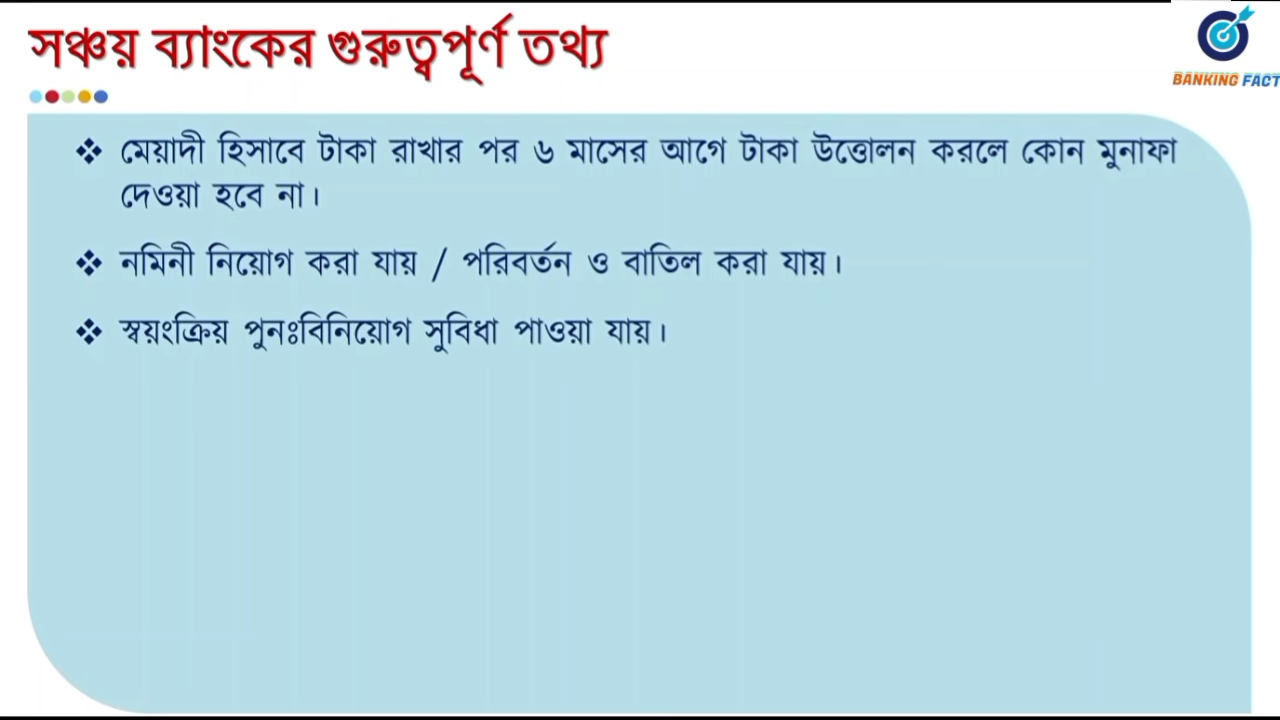 সঞ্চয় ব্যাংকের গুরুত্বপূর্ণ তথ্য
BANKING FACT
❖ মেয়াদী হিসাবে টাকা রাখার পর ৬ মাসের আগে টাকা উত্তোলন করলে কোন মুনাফা
দেওয়া হবে না।
❖ নমিনী নিয়োগ করা যায় / পরিবর্তন ও বাতিল করা যায়।
❖ স্বয়ংক্রিয় পুনঃবিনিয়োগ সুবিধা পাওয়া যায়।